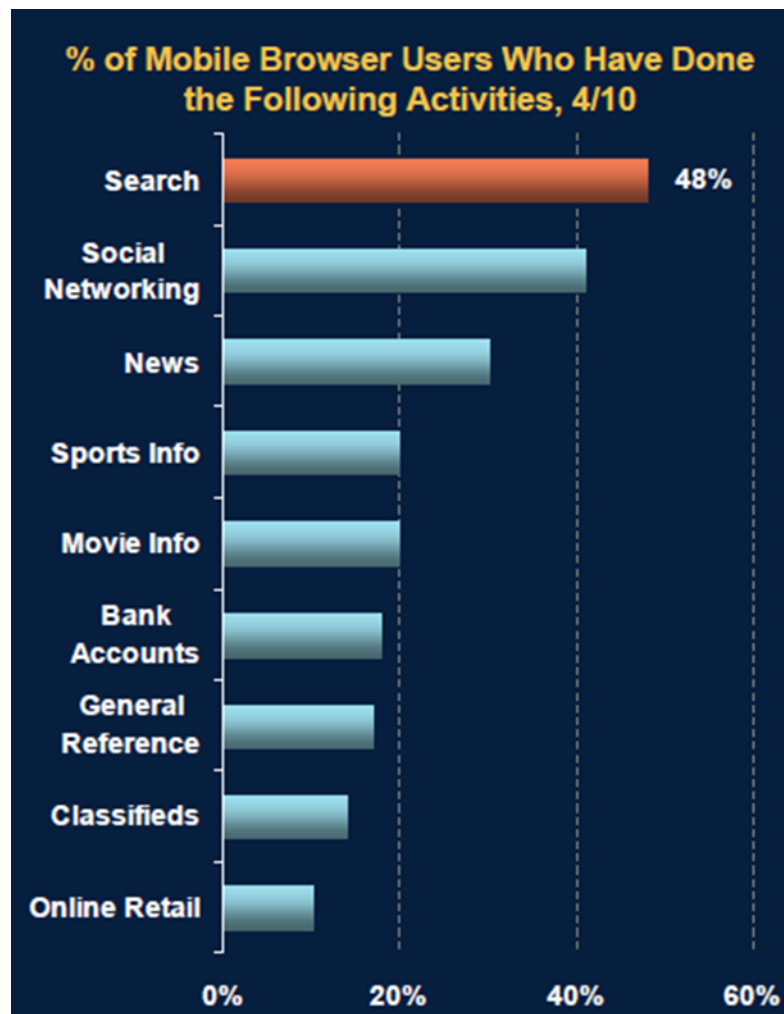 % of Mobile Browser Users Who Have Done
the Following Activities, 4/10
Search
48%
Social
Networking
News
Sports Info
Movie Info
Bank
Accounts
General
Reference
Classifieds
Online Retail
0% 20% 40% 60%